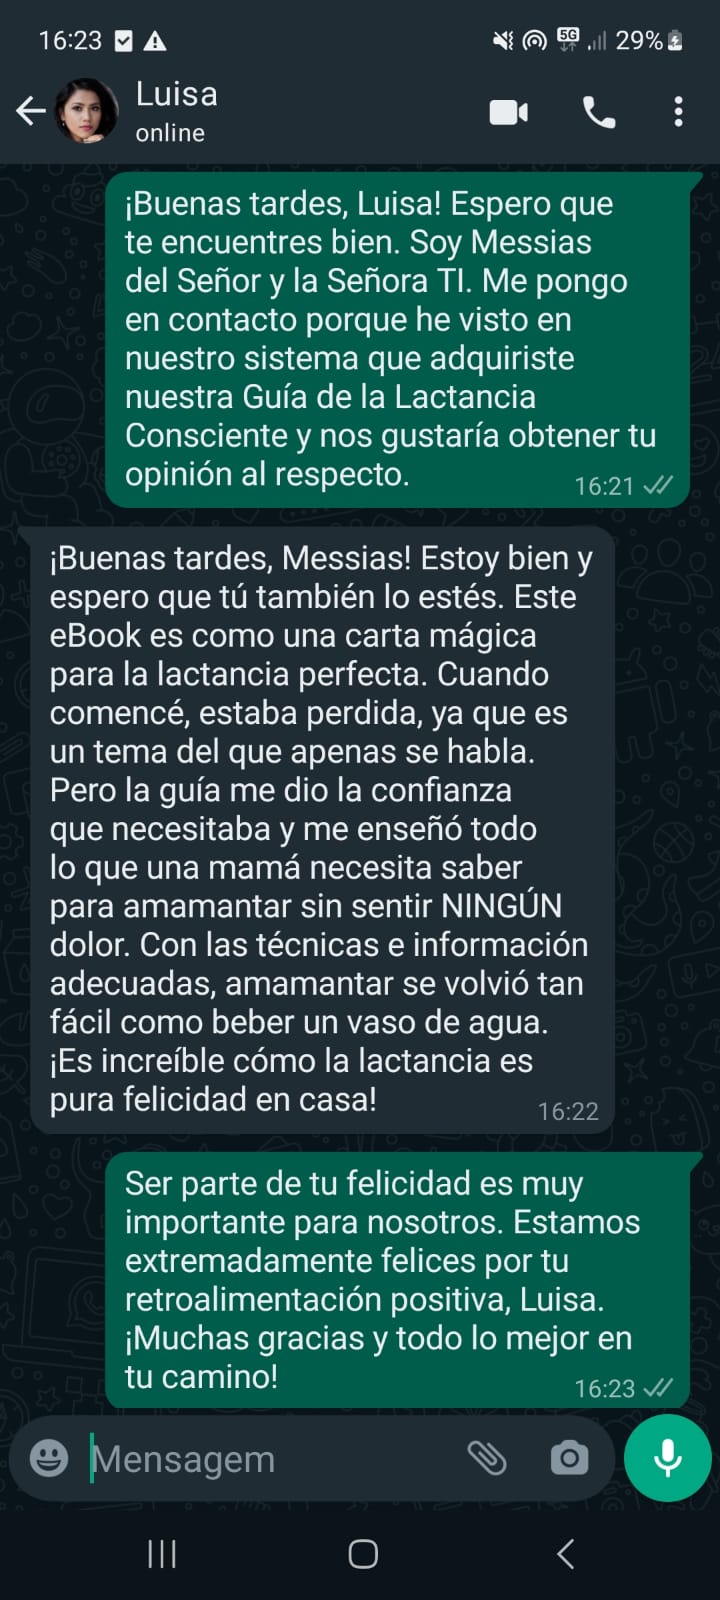 16:23
5G
29%
Luisa
online
¡Buenas tardes, Luisa! Espero que
te encuentres bien. Soy Messias
del Señor y la Señora TI. Me pongo
en contacto porque he visto en
nuestro sistema que adquiriste
nuestra Guía de la Lactancia
Consciente y nos gustaría obtener tu
opinión al respecto.
16:21
¡Buenas tardes, Messias! Estoy bien y
espero que tú también lo estés. Este
eBook es como una carta mágica
para la lactancia perfecta. Cuando
comencé, estaba perdida, ya que es
un tema del que apenas se habla.
Pero la guía me dio la confianza
que necesitaba y me enseñó todo
lo que una mamá necesita saber
para amamantar sin sentir NINGÚN
dolor. Con las técnicas e información
adecuadas, amamantar se volvió tan
fácil como beber un vaso de agua.
¡Es increíble cómo la lactancia es
pura felicidad en casa!
16:22
Ser parte de tu felicidad es muy
importante para nosotros. Estamos
extremadamente felices por tu
retroalimentación positiva, Luisa.
¡Muchas gracias y todo lo mejor en
tu camino!
16:23
Mensagem